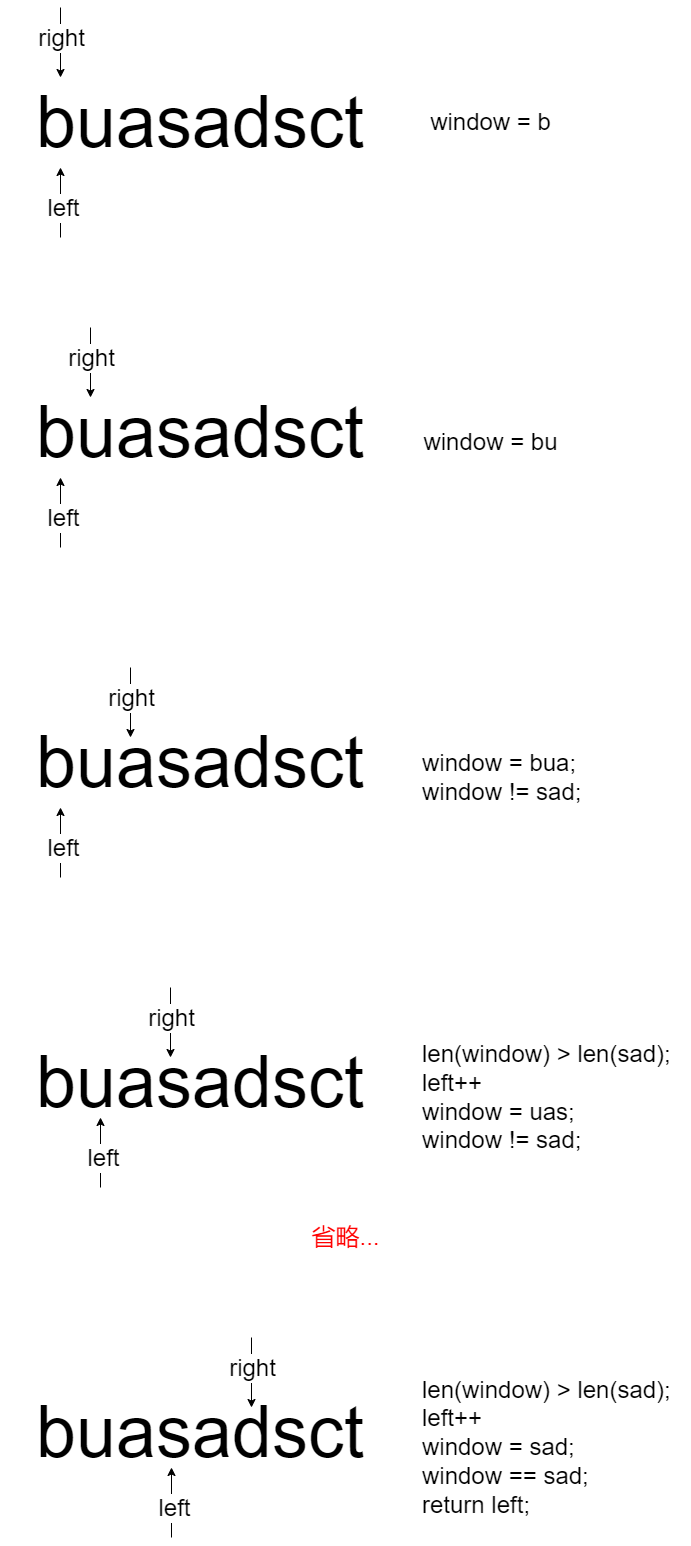 right
buasadsct
window = b
left
right
buasadsct
window = bu
left
right
buasadsct
window = bua;
window != sad;
left
right
buasadsct
len(window) > len(sad);
left++
window = uas;
window != sad;
left
省略...
right
buasadsct
len(window) > len(sad);
left++
window = sad;
window == sad;
return left;
left